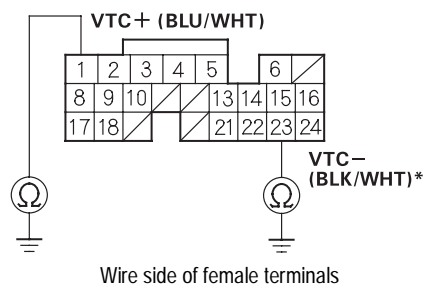 VTC+ (BLU/WHT)
1 2 3 4 5 6
8 9 10 13 14 15 16
17 18 21 22 23 24
VTC−
(BLK/WHT)*
Ω Ω
Wire side of female terminals